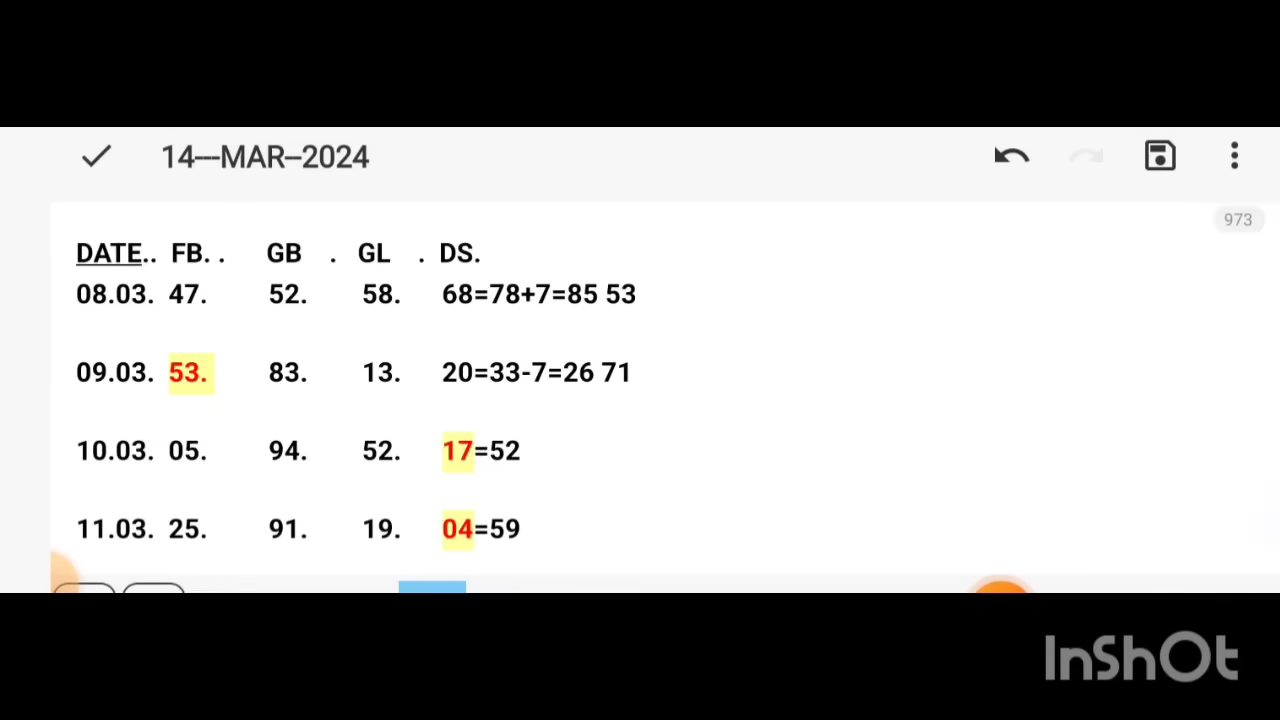 14---MAR--2024
973
DATE.. FB. . GB . GL . DS.
08.03. 47. 52. 58. 68=78+7=85 53
09.03. 53. 83. 13. 20=33-7=26 71
10.03. 05. 94. 52. 17=52
11.03. 25. 91. 19. 04=59
InShOt